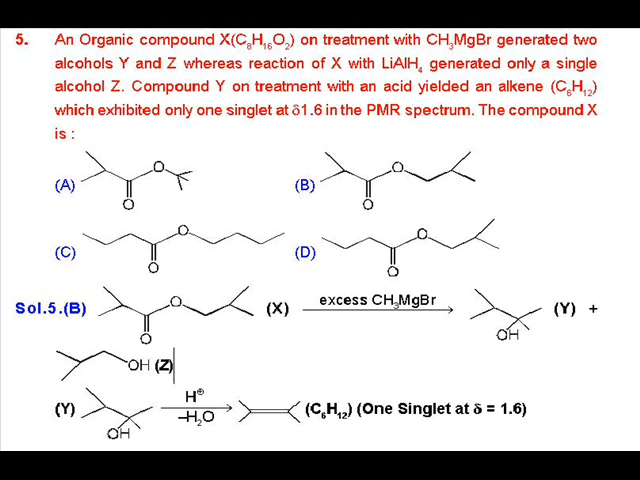 5. An Organic compound X(C₈H₁₆O₂) on treatment with CH₃MgBr generated two
alcohols Y and Z whereas reaction of X with LiAlH₄ generated only a single
alcohol Z. Compound Y on treatment with an acid yielded an alkene (C₆H₁₂)
which exhibited only one singlet at δ1.6 in the PMR spectrum. The compound X
is :
(A) O O
(B) O O
(C) O O
(D) O O
Sol.5.(B) O O (X) excess CH₃MgBr OH (Y) +
OH (Z)
(Y) OH H⊕ –H₂O (C₆H₁₂) (One Singlet at δ = 1.6)